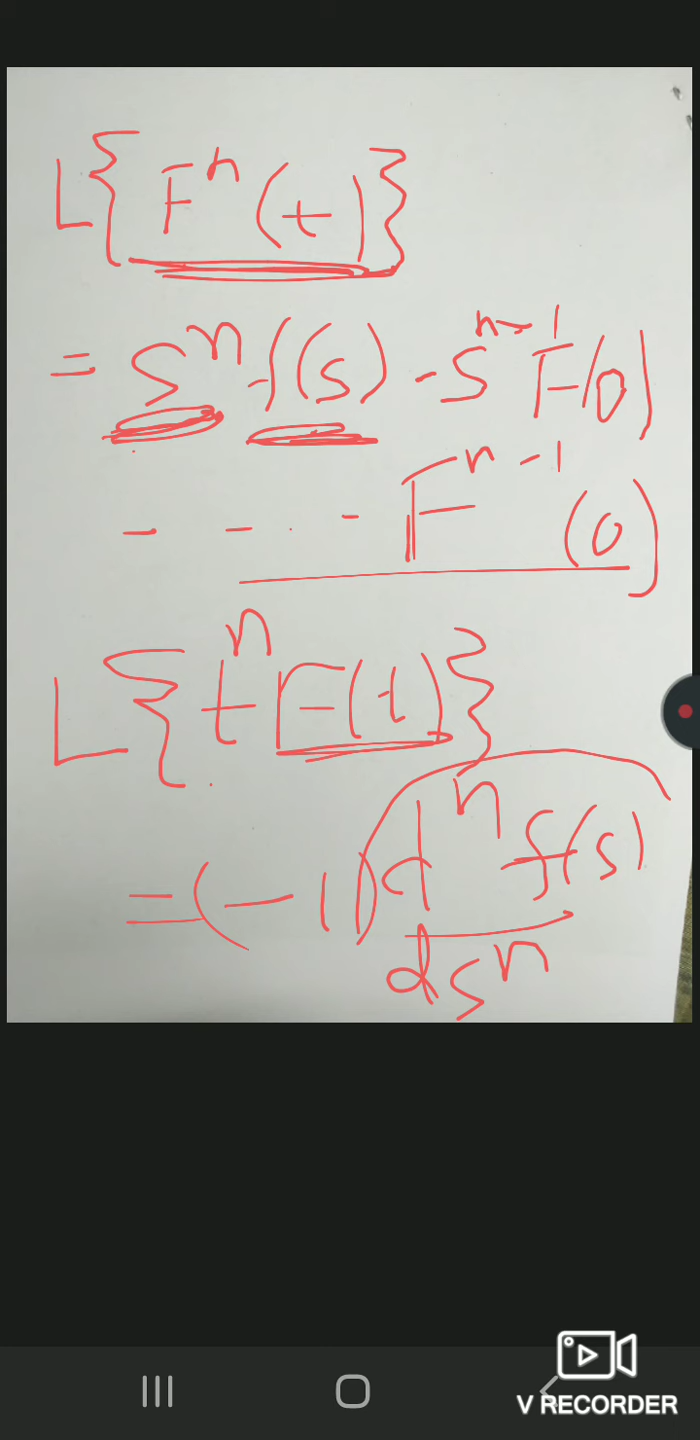 L{F^n(t)}
= S^n f(s) - S^{n-1} F(0)
- - . - F^{n-1}(0)
L{t^n F(t)}
= (-1) d^n f(s)
ds^n
V RECORDER